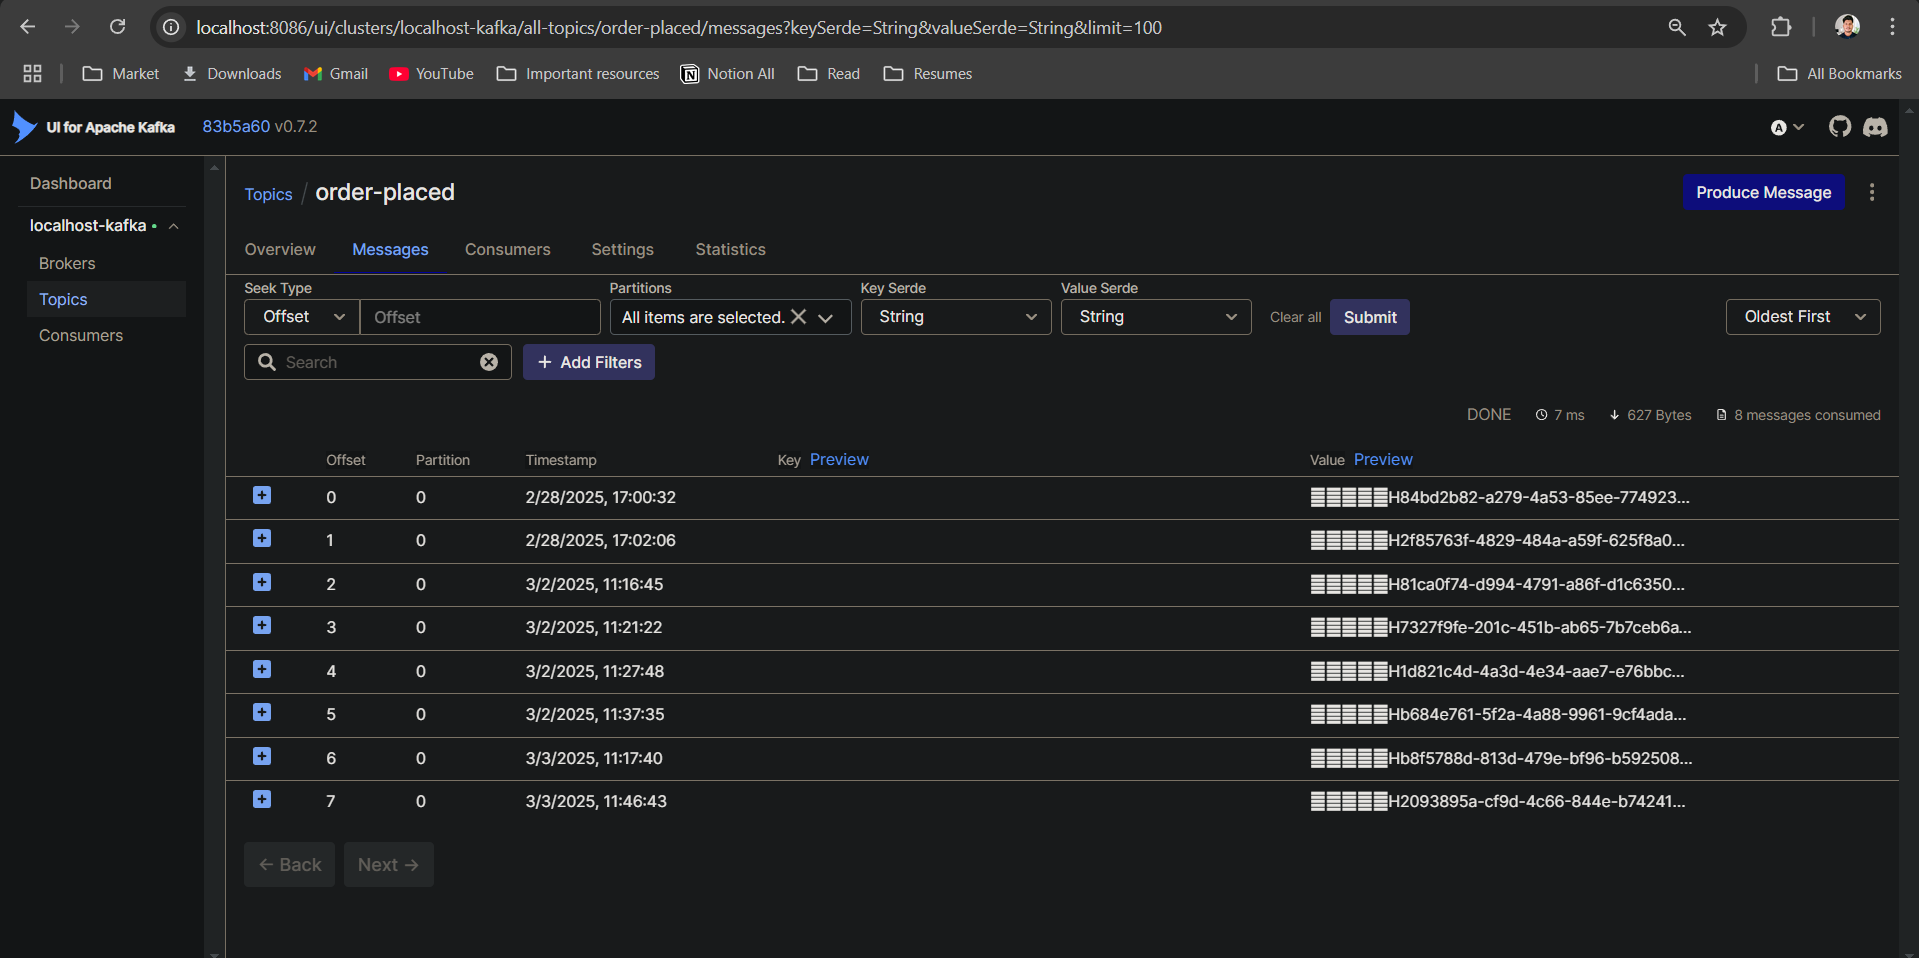 localhost:8086/ui/clusters/localhost-kafka/all-topics/order-placed/messages?keySerde=String&valueSerde=String&limit=100
Market Downloads Gmail YouTube Important resources Notion All Read Resumes All Bookmarks
UI for Apache Kafka 83b5a60 v0.7.2 A
Dashboard
localhost-kafka
Brokers
Topics
Consumers
Topics / order-placed
Produce Message
Overview Messages Consumers Settings Statistics
Seek Type Partitions Key Serde Value Serde
Offset Offset All items are selected. String String Clear all Submit Oldest First
Search + Add Filters
DONE 7 ms 627 Bytes 8 messages consumed
Offset Partition Timestamp Key Preview Value Preview
0 0 2/28/2025, 17:00:32 H84bd2b82-a279-4a53-85ee-774923...
1 0 2/28/2025, 17:02:06 H2f85763f-4829-484a-a59f-625f8a0...
2 0 3/2/2025, 11:16:45 H81ca0f74-d994-4791-a86f-d1c6350...
3 0 3/2/2025, 11:21:22 H7327f9fe-201c-451b-ab65-7b7ceb6a...
4 0 3/2/2025, 11:27:48 H1d821c4d-4a3d-4e34-aae7-e76bbc...
5 0 3/2/2025, 11:37:35 Hb684e761-5f2a-4a88-9961-9cf4ada...
6 0 3/3/2025, 11:17:40 Hb8f5788d-813d-479e-bf96-b592508...
7 0 3/3/2025, 11:46:43 H2093895a-cf9d-4c66-844e-b74241...
← Back Next →